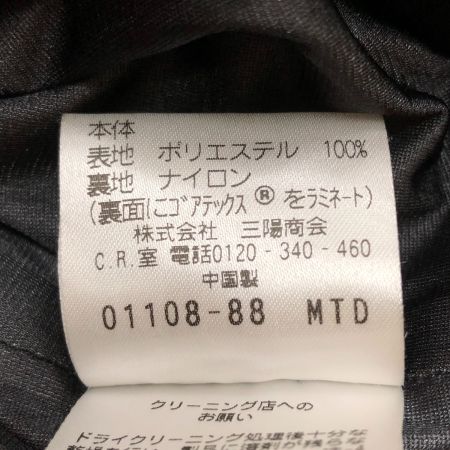 本体
表地 ポリエステル 100%
裏地 ナイロン
(裏面にゴアテックス®をラミネート)
株式会社 三陽商会
C.R.室 電話0120-340-460
中国製
01108-88 MTD
クリーニング店への
お願い
ドライクリーニング処理後十分な